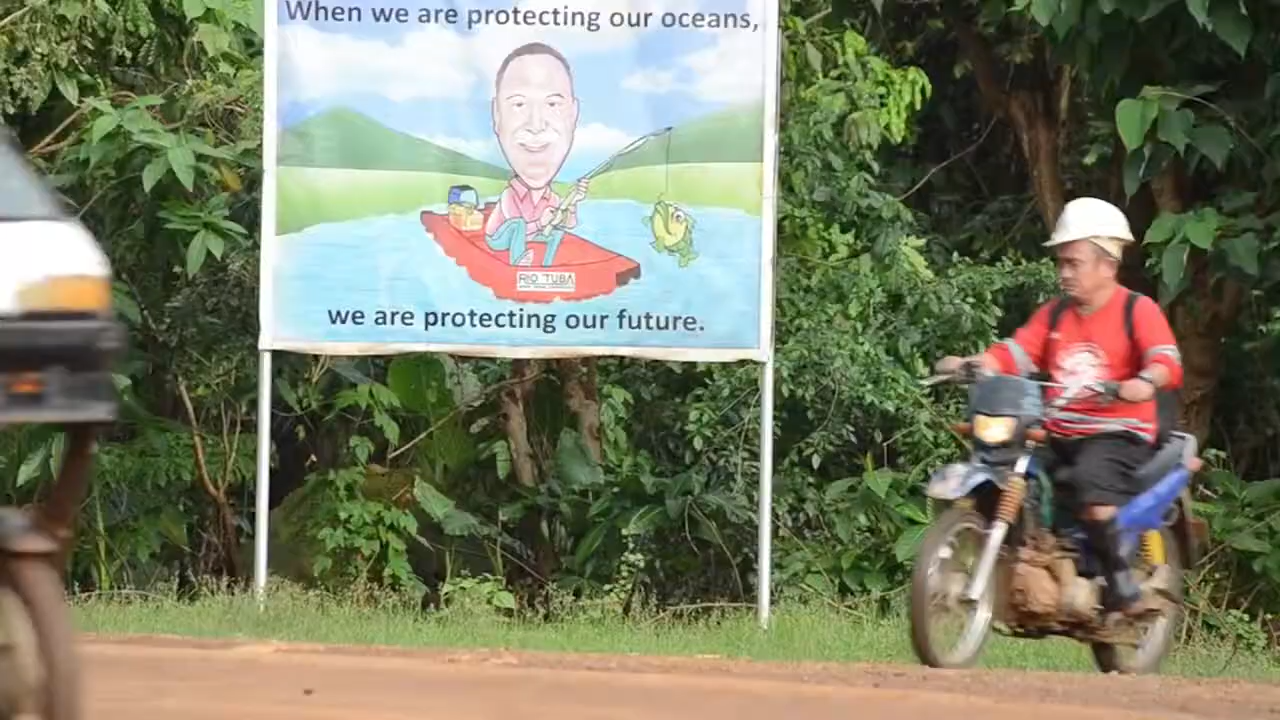 When we are protecting our oceans,
RIO TUBA
we are protecting our future.